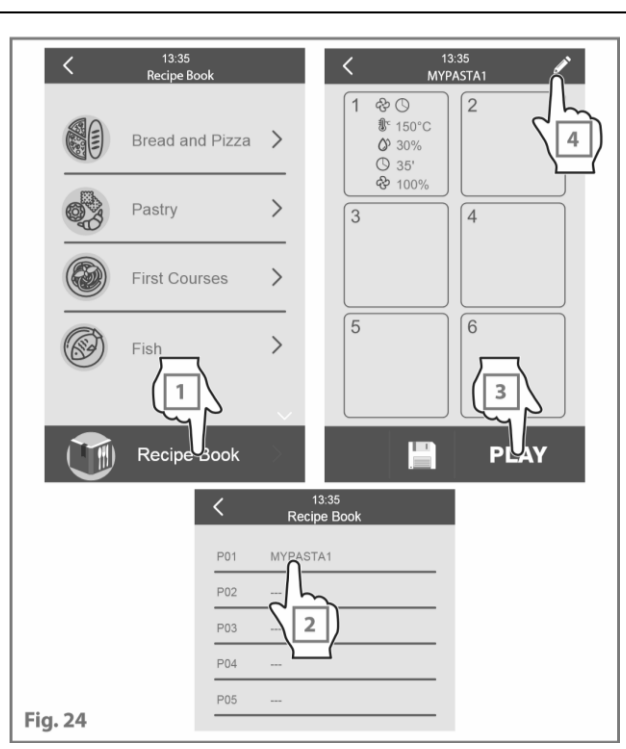 13:35
Recipe Book
Bread and Pizza
Pastry
First Courses
Fish
1
Recipe Book
13:35
MYPASTA1
1
150°C
30%
35'
100%
2
4
3
4
5
6
3
PLAY
13:35
Recipe Book
P01 MYPASTA1
P02 ---
2
P03 ---
P04 ---
P05 ---
Fig. 24